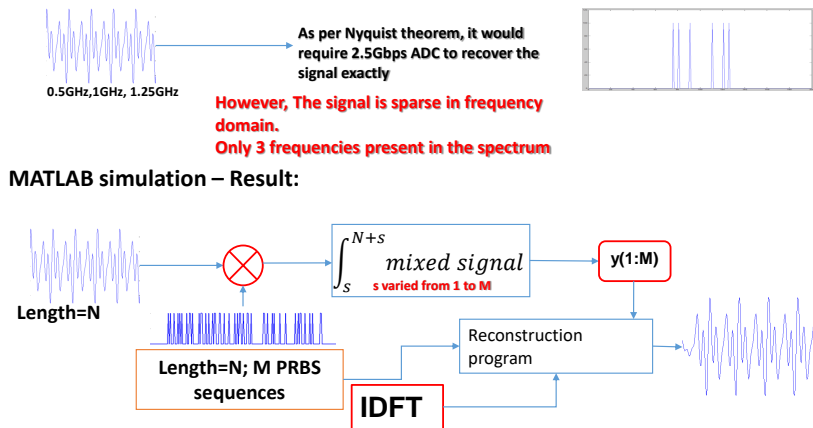 As per Nyquist theorem, it would
require 2.5Gbps ADC to recover the
signal exactly
0.5GHz,1GHz, 1.25GHz
However, The signal is sparse in frequency
domain.
Only 3 frequencies present in the spectrum
MATLAB simulation – Result:
Length=N
∫ₛᴺ⁺ˢ mixed signal
s varied from 1 to M
y(1:M)
Length=N; M PRBS
sequences
Reconstruction
program
IDFT